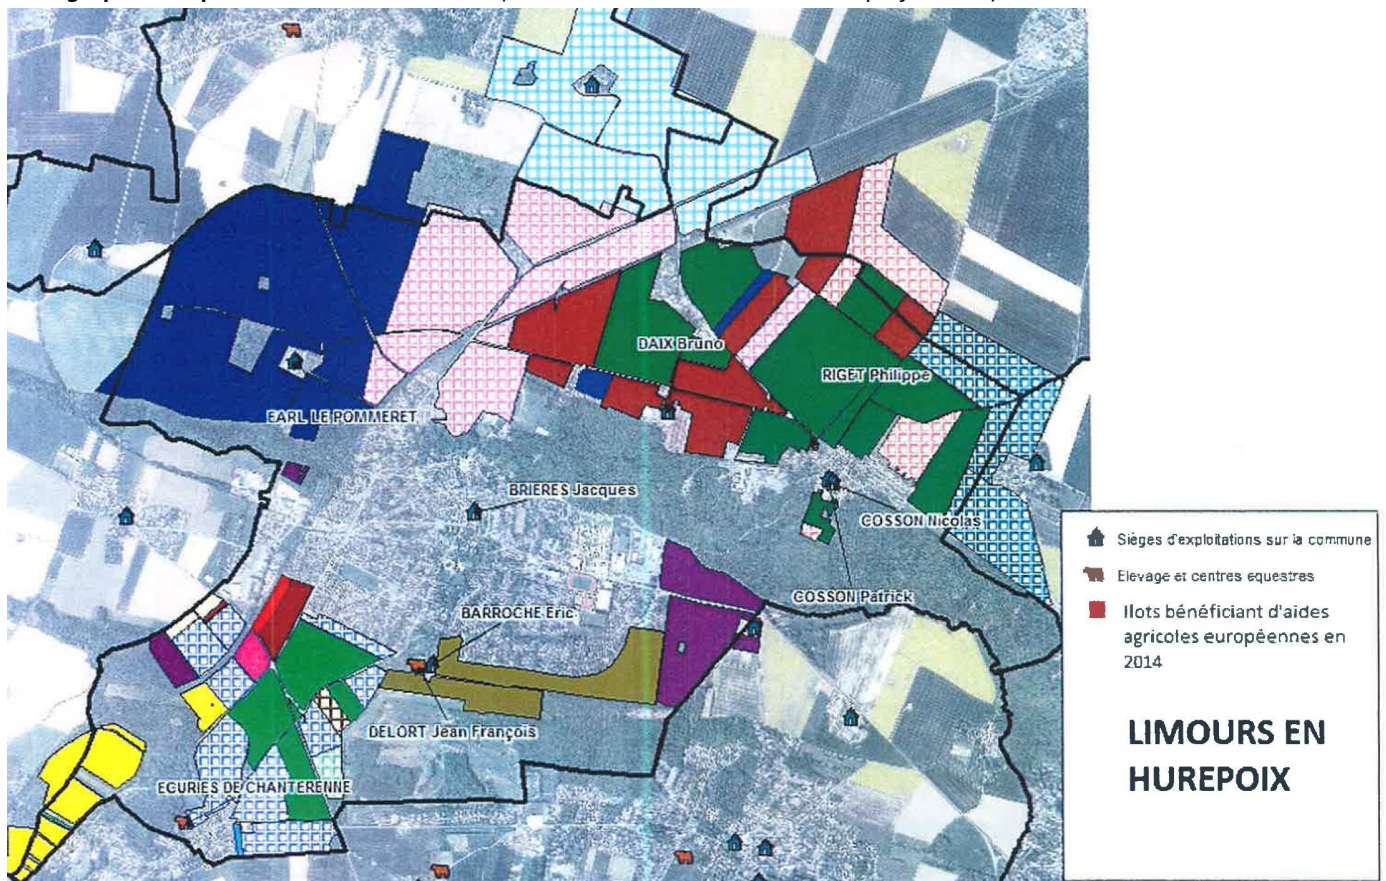 DAIX Bruno
RIGET Philippe
EARL LE POMMERET
BRIERES Jacques
COSSON Nicolas
COSSON Patrick
BARROCHE Eric
DELORT Jean François
ECURIES DE CHANTERENNE
Sièges d'exploitations sur la commune
Elevage et centres equestres
Ilots bénéficiant d'aides
agricoles européennes en
2014
LIMOURS EN
HUREPOIX